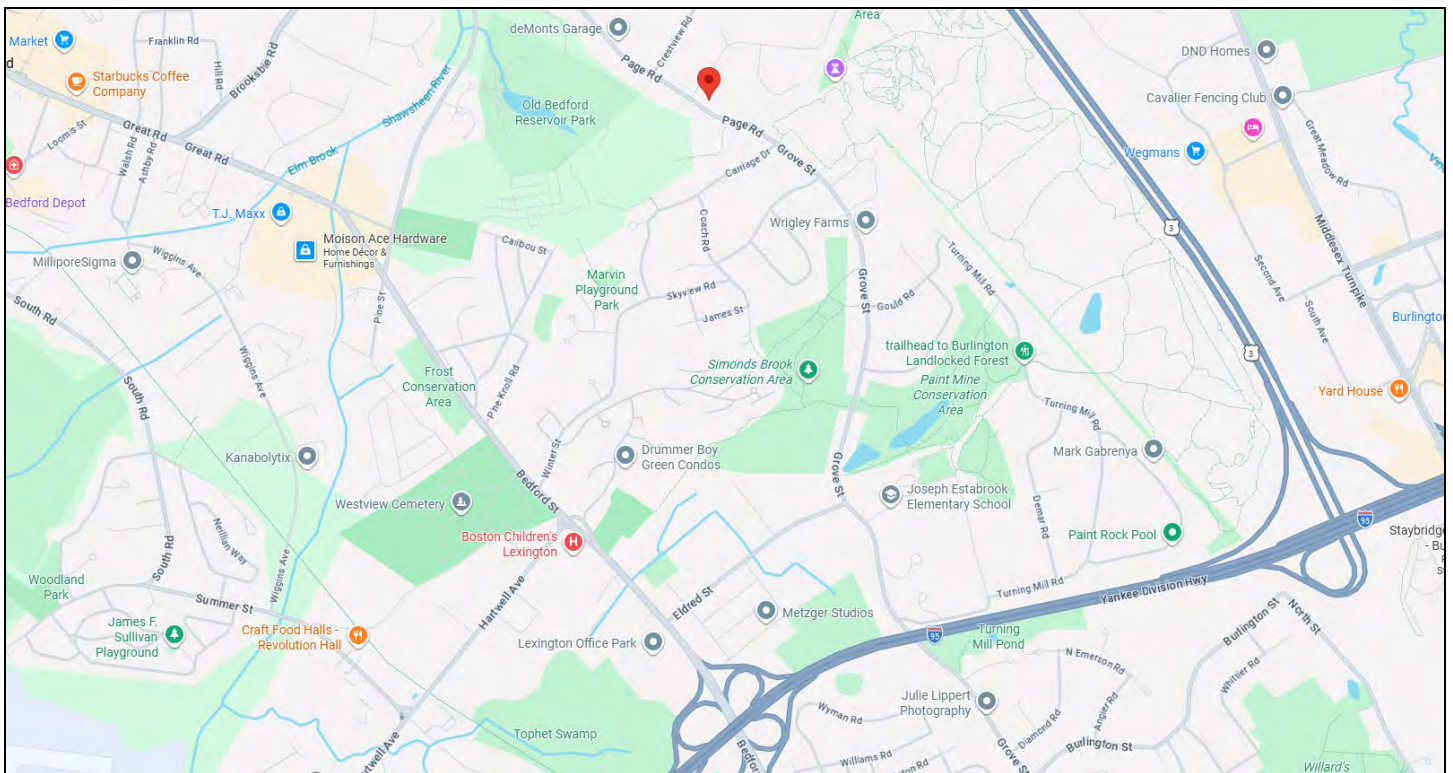 deMonts Garage
Area
Market
d
Franklin Rd
Hill Rd
Brooksbie Rd
Page Rd
Crestview Rd
DND Homes
Starbucks Coffee
Company
Shawsheen River
Old Bedford
Reservoir Park
Cavalier Fencing Club
Loomis St
Great Rd
Great Rd
Walsh Rd
Ashby Rd
Elm Brook
Page Rd
Grove St
Carriage Dr
Wegmans
Great Meadow Rd
Bedford Depot
T.J. Maxx
Moison Ace Hardware
Home Décor &
Furnishings
Wiggins Ave
MilliporeSigma
Caribou St
Coach Rd
Wrigley Farms
3
Middlesex Turnpike
Turning Mill Rd
Second Ave
South Ave
Marvin
Playground
Park
Skyview Rd
James St
Grove St
Gould Rd
Burlington
South Rd
Pine St
trailhead to Burlington
Landlocked Forest
3
Simonds Brook
Conservation Area
Paint Mine
Conservation
Area
Frost
Conservation
Area
Pine Knoll Rd
Wiggins Ave
South Rd
Yard House
Turning Mill Rd
Kanabolytix
Winter St
Drummer Boy
Green Condos
Mark Gabrenya
Grove St
Bedford St
Westview Cemetery
Joseph Estabrook
Elementary School
Demar Rd
95
Neillian Way
South Rd
Boston Children's
Lexington
Paint Rock Pool
Staybridg
- Bu
Woodland
Park
Wiggins Ave
Hartwell Ave
Eldred St
Turning Mill Rd
Yankee Division Hwy
Summer St
Metzger Studios
Burlington St
North St
James F.
Sullivan
Playground
Craft Food Halls -
Revolution Hall
Lexington Office Park
95
Turning
Mill Pond
N Emerson Rd
Whittier Rd
Julie Lippert
Photography
Wyman Rd
Diamond Rd
Angier Rd
Tophet Swamp
Grove St
Burlington St
Hartwell Ave
Bedford
Williams Rd
Willard's